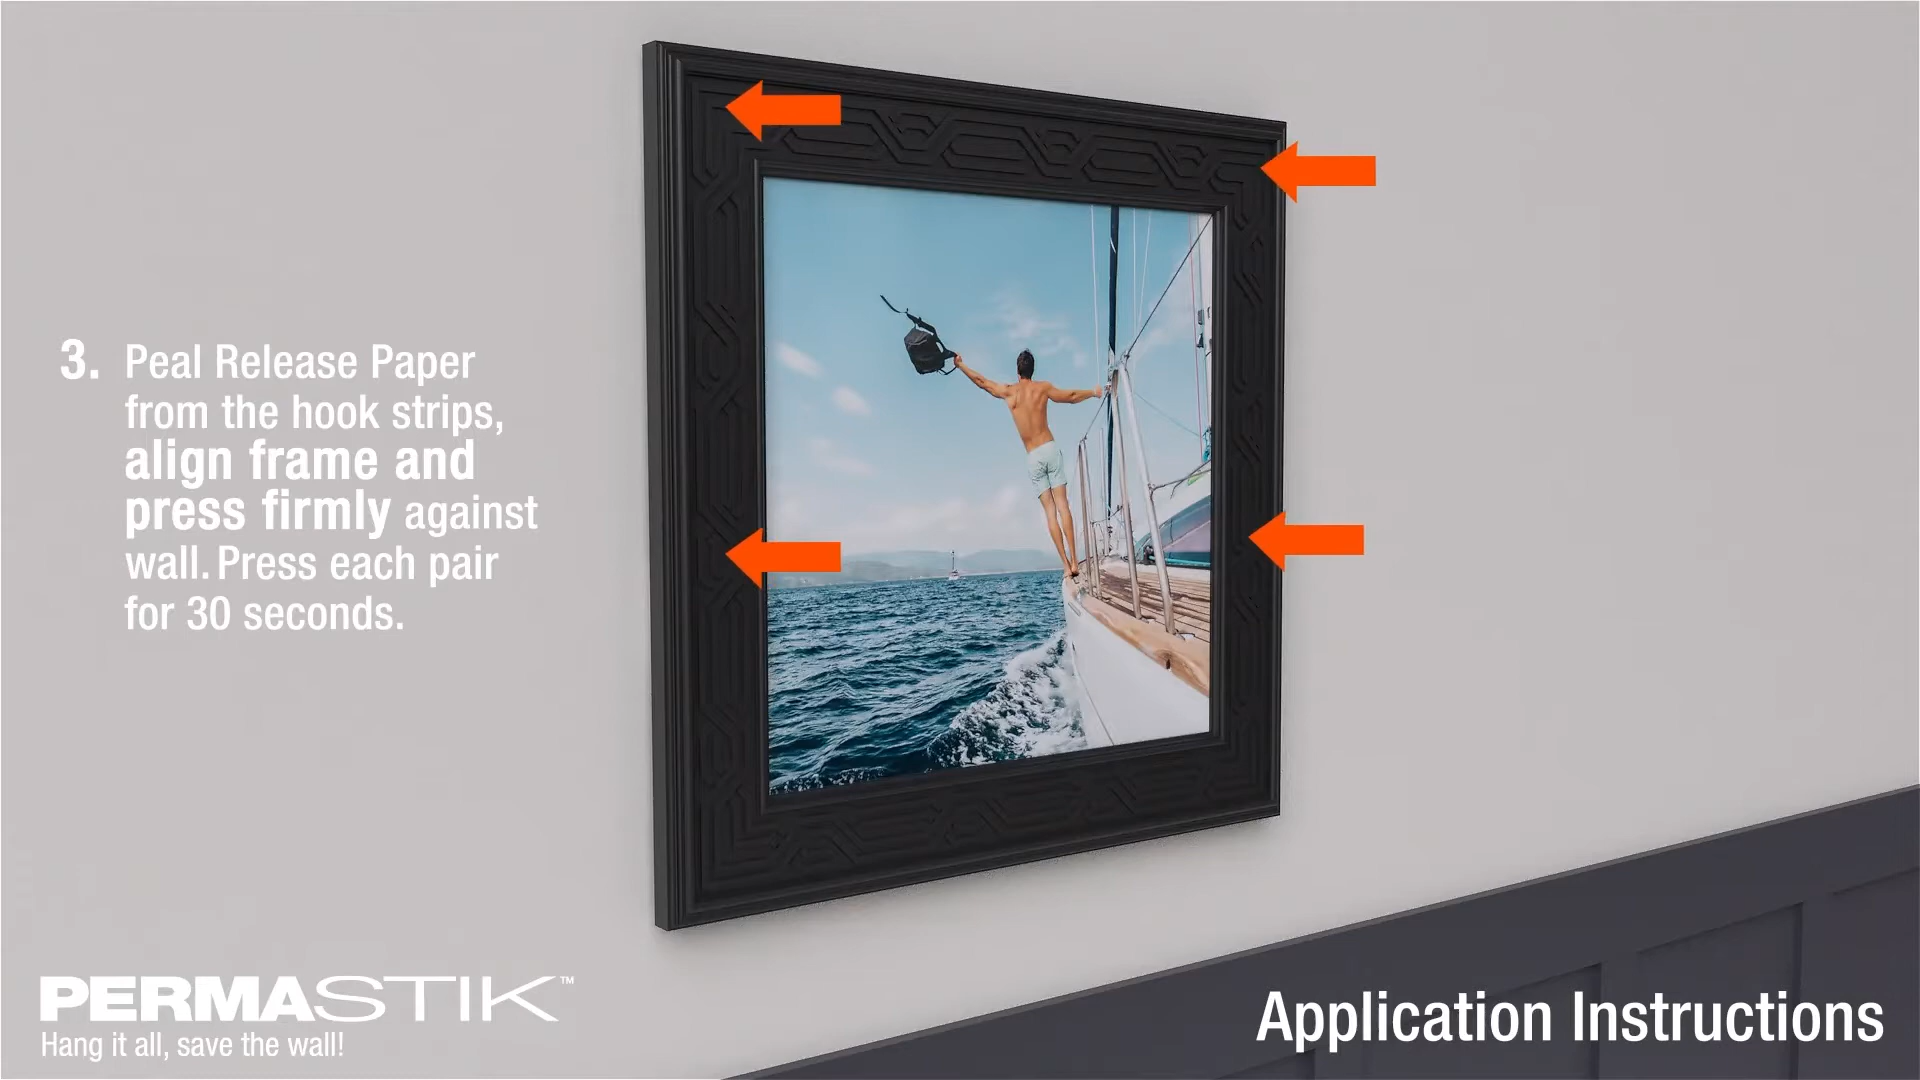 3. Peal Release Paper
from the hook strips,
align frame and
press firmly against
wall. Press each pair
for 30 seconds.
PERMASTIK™
Hang it all, save the wall!
Application Instructions